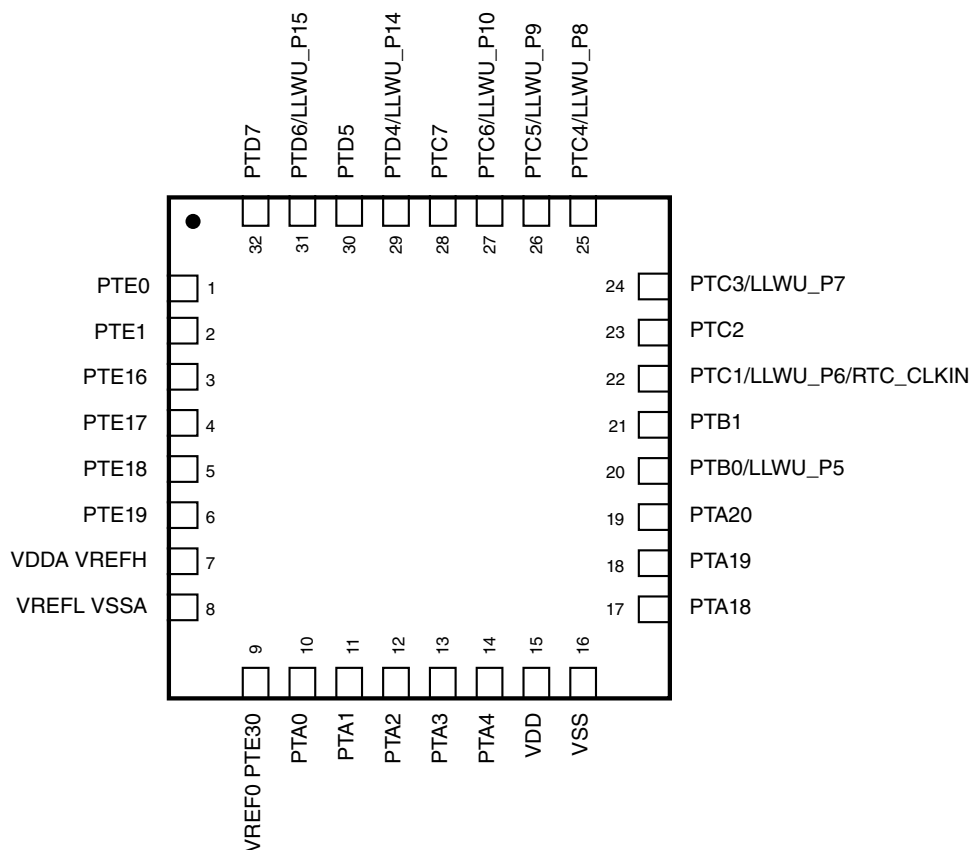 PTD7
PTD6/LLWU_P15
PTD5
PTD4/LLWU_P14
PTC7
PTC6/LLWU_P10
PTC5/LLWU_P9
PTC4/LLWU_P8
32
31
30
29
28
27
26
25
PTE0 1
PTE1 2
PTE16 3
PTE17 4
PTE18 5
PTE19 6
VDDA VREFH 7
VREFL VSSA 8
24 PTC3/LLWU_P7
23 PTC2
22 PTC1/LLWU_P6/RTC_CLKIN
21 PTB1
20 PTB0/LLWU_P5
19 PTA20
18 PTA19
17 PTA18
9
10
11
12
13
14
15
16
VREF0 PTE30
PTA0
PTA1
PTA2
PTA3
PTA4
VDD
VSS